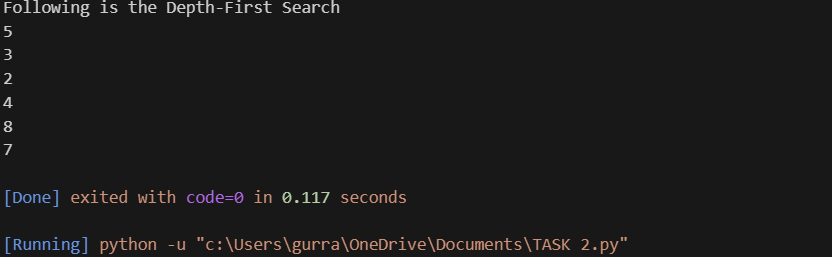 Following is the Depth-First Search
5
3
2
4
8
7
[Done] exited with code=0 in 0.117 seconds
[Running] python -u "c:\Users\gurra\OneDrive\Documents\TASK 2.py"